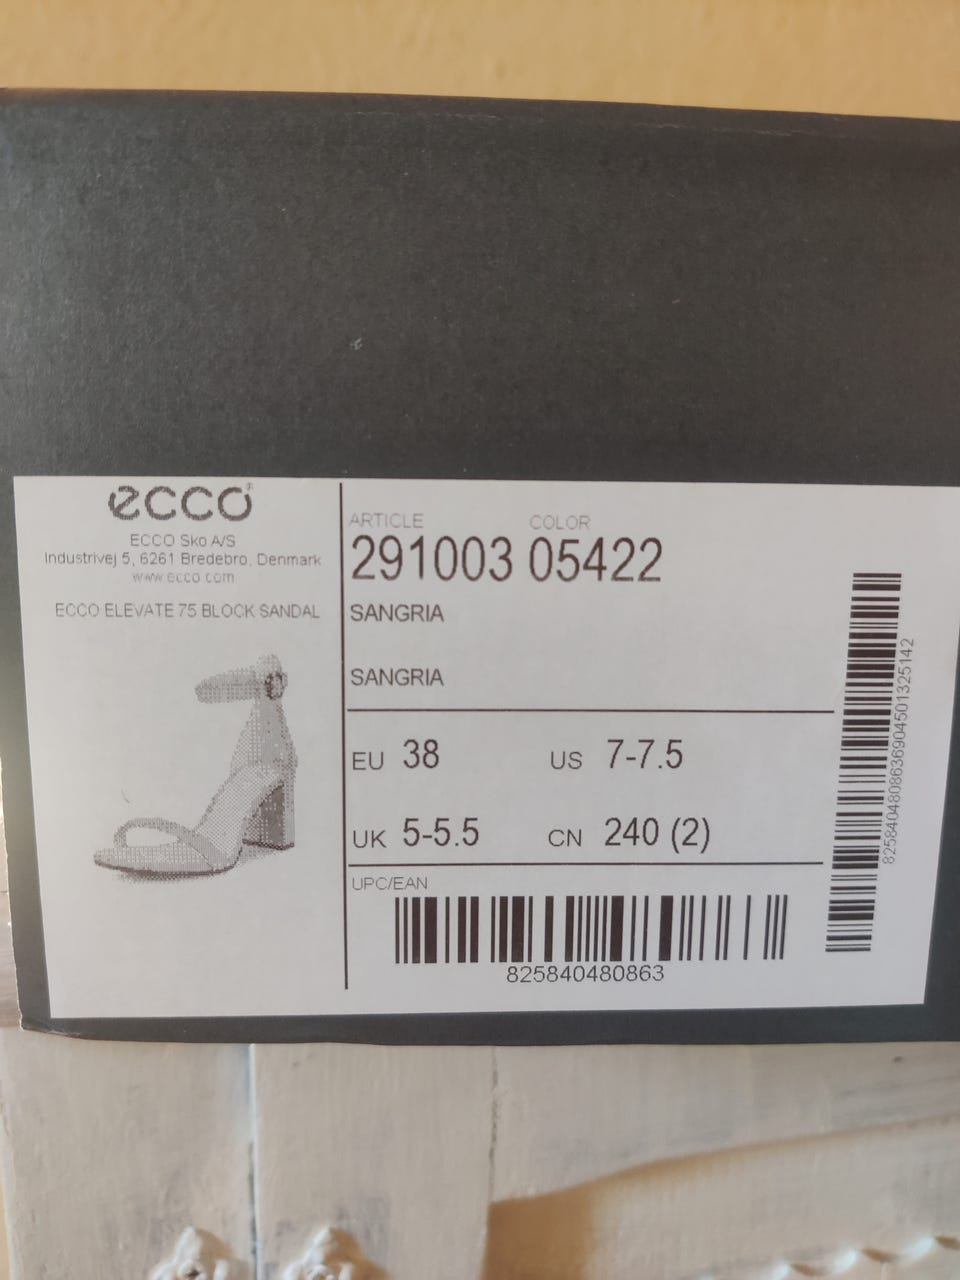 ecco
ECCO Sko A/S
Industrivej 5, 6261 Bredebro, Denmark
www.ecco.com
ECCO ELEVATE 75 BLOCK SANDAL
ARTICLE COLOR
291003 05422
SANGRIA
SANGRIA
EU 38 US 7-7.5
UK 5-5.5 CN 240 (2)
UPC/EAN
825840480863
8258404808636904501325142